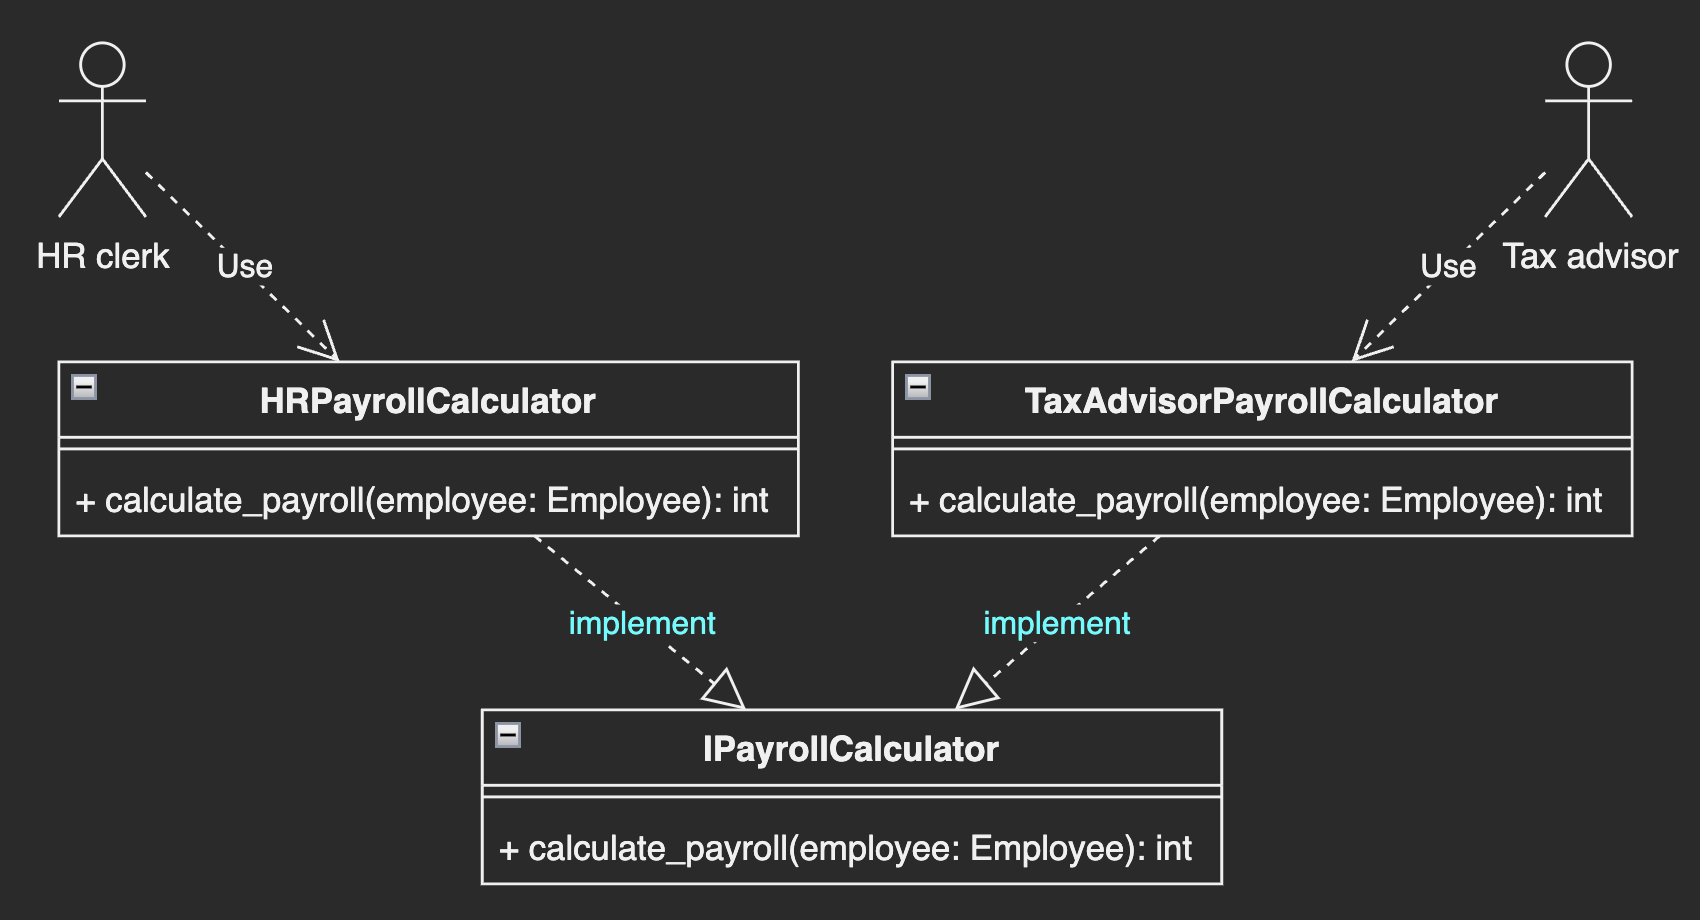 HR clerk
Tax advisor
Use
Use
HRPayrollCalculator
+ calculate_payroll(employee: Employee): int
TaxAdvisorPayrollCalculator
+ calculate_payroll(employee: Employee): int
implement
implement
IPayrollCalculator
+ calculate_payroll(employee: Employee): int